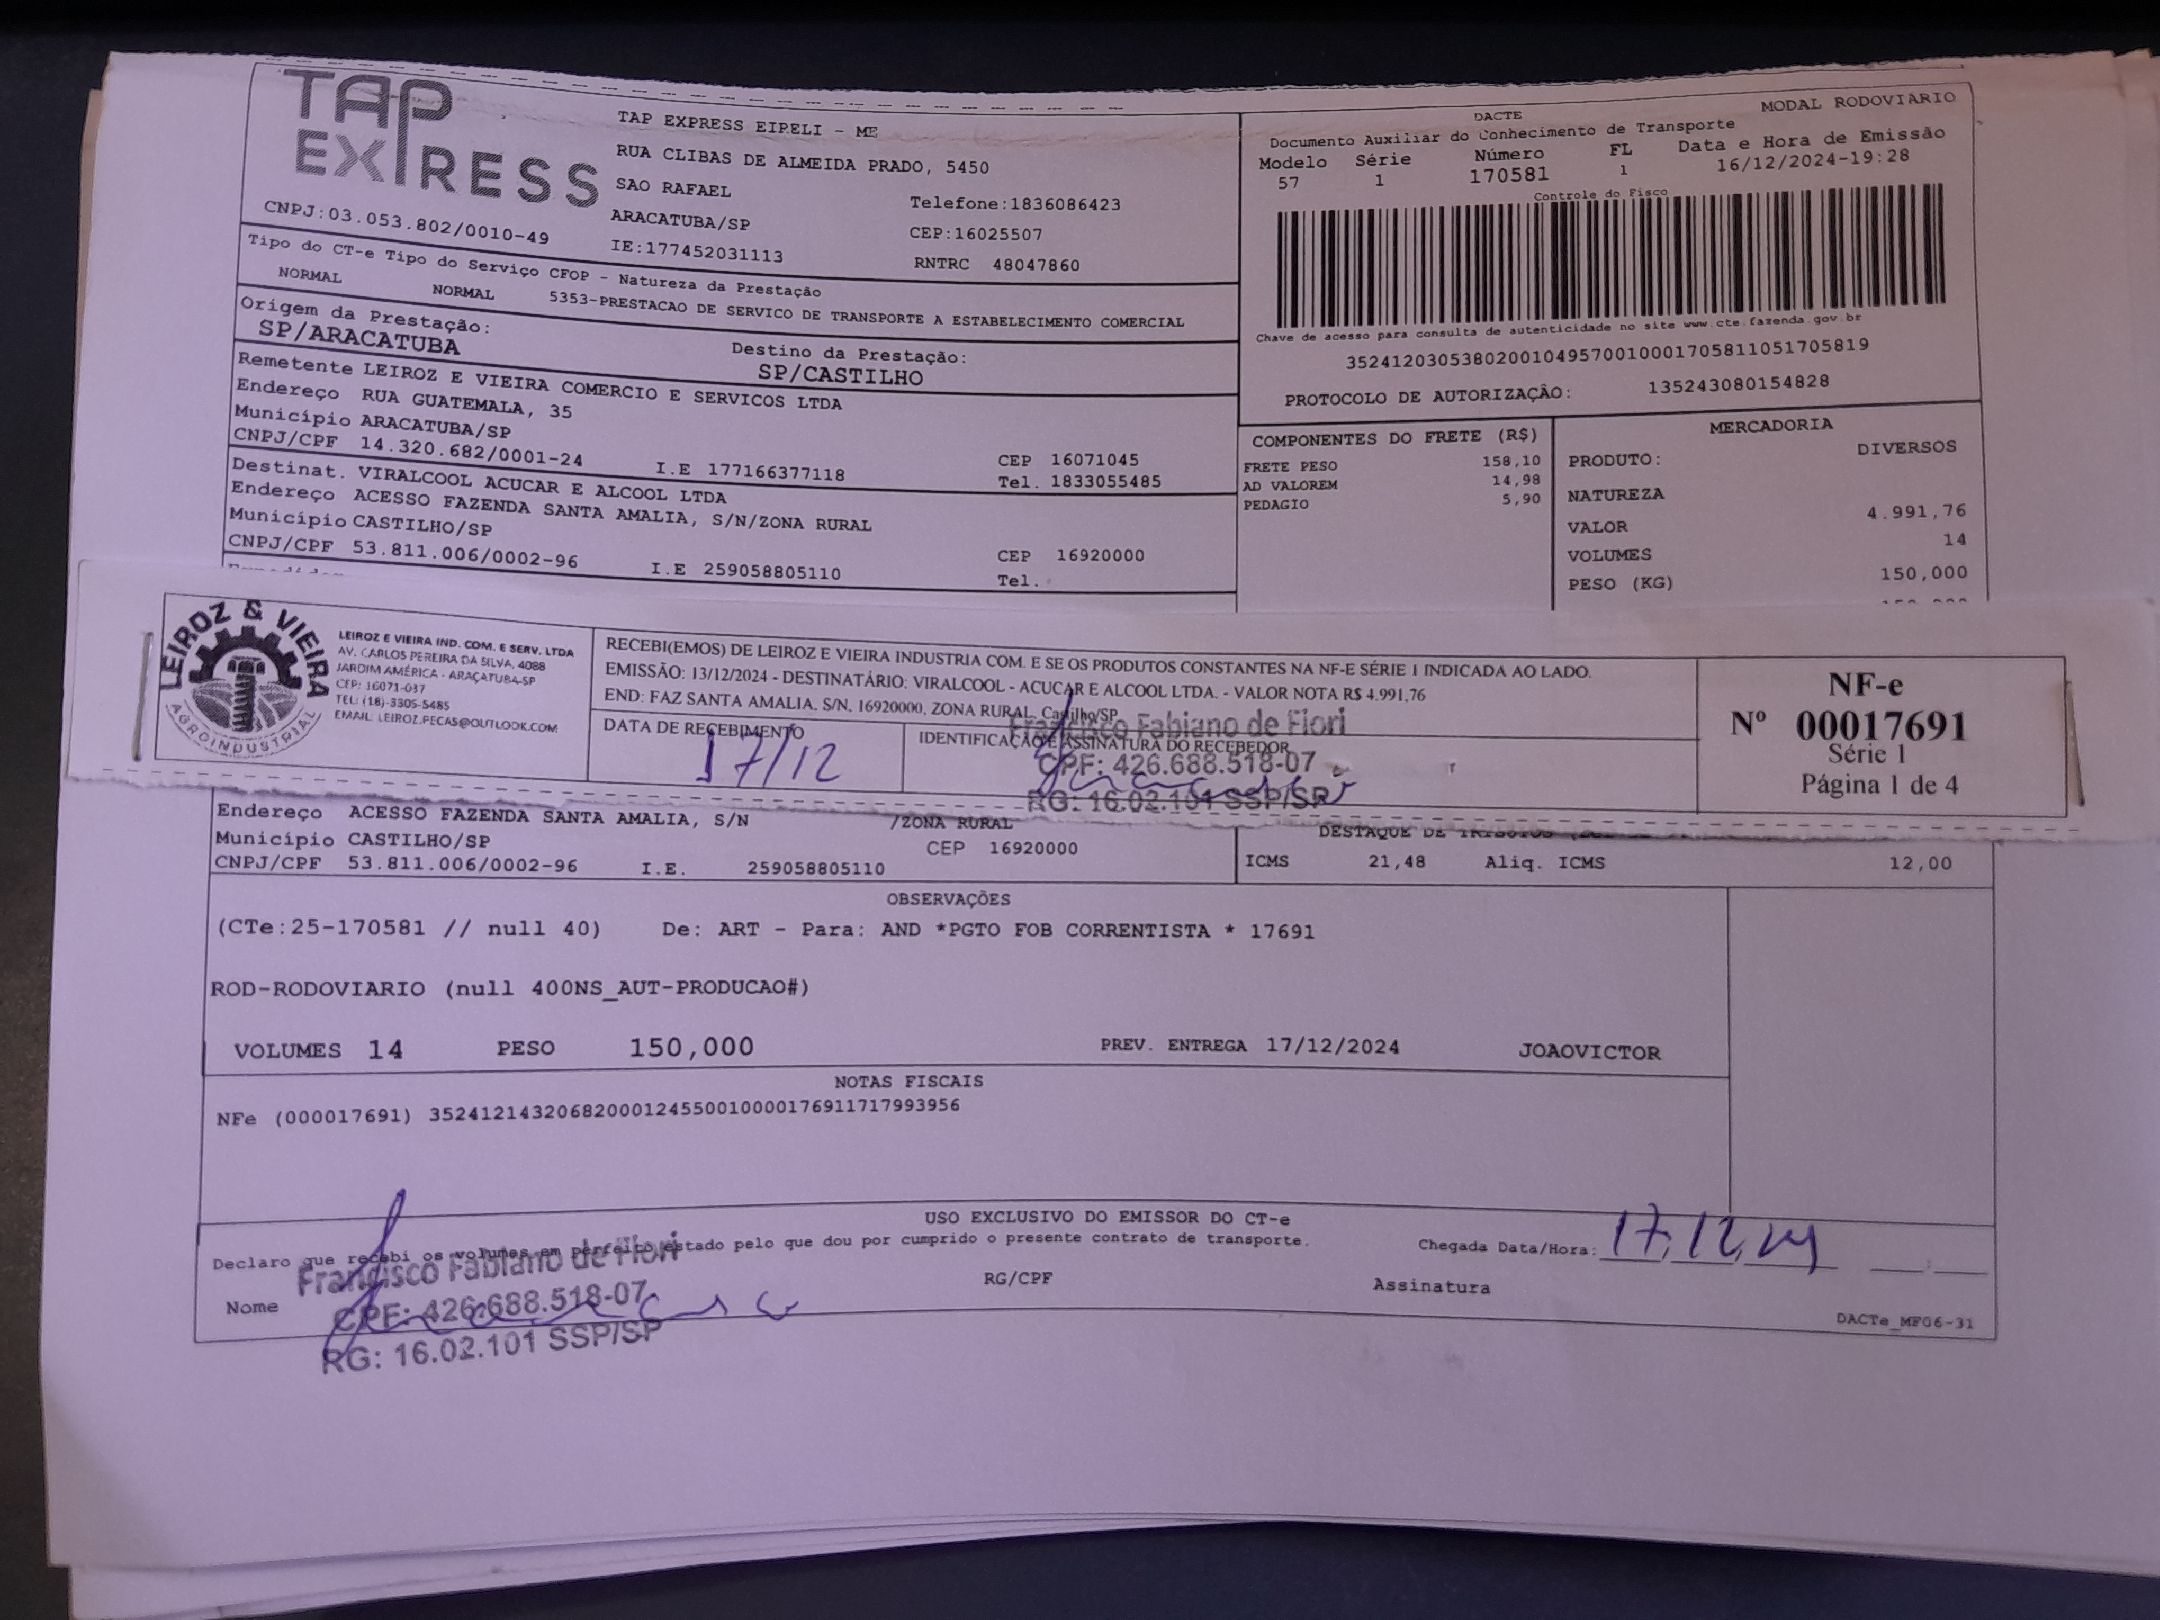 TAP EXPRESS
CNPJ:03.053.802/0010-49
TAP EXPRESS EIPELI - ME
RUA CLIBAS DE ALMEIDA PRADO, 5450
SAO RAFAEL
Telefone:1836086423
ARACATUBA/SP
CEP:16025507
IE:177452031113
RNTRC 48047860
DACTE
MODAL RODOVIARIO
Documento Auxiliar do Conhecimento de Transporte
Modelo Série Número FL Data e Hora de Emissão
57 1 170581 1 16/12/2024-19:28
Controle do Fisco
Chave de acesso para consulta de autenticidade no site www.cte.fazenda.gov.br
35241203053802001049570010001705811051705819
PROTOCOLO DE AUTORIZAÇÃO: 135243080154828
Tipo do CT-e Tipo do Serviço CFOP - Natureza da Prestação
NORMAL NORMAL 5353-PRESTACAO DE SERVICO DE TRANSPORTE A ESTABELECIMENTO COMERCIAL
Origem da Prestação:
SP/ARACATUBA
Destino da Prestação:
SP/CASTILHO
Remetente LEIROZ E VIEIRA COMERCIO E SERVICOS LTDA
Endereço RUA GUATEMALA, 35
Município ARACATUBA/SP
CEP 16071045
CNPJ/CPF 14.320.682/0001-24 I.E 177166377118 Tel. 1833055485
Destinat. VIRALCOOL ACUCAR E ALCOOL LTDA
Endereço ACESSO FAZENDA SANTA AMALIA, S/N/ZONA RURAL
Município CASTILHO/SP
CEP 16920000
CNPJ/CPF 53.811.006/0002-96 I.E 259058805110 Tel.
COMPONENTES DO FRETE (R$)
FRETE PESO 158,10
AD VALOREM 14,98
PEDAGIO 5,90
MERCADORIA
PRODUTO: DIVERSOS
NATUREZA
VALOR 4.991,76
VOLUMES 14
PESO (KG) 150,000
LEIROZ & VIEIRA
AGROINDUSTRIAL
LEIROZ E VIEIRA IND. COM. E SERV. LTDA
AV. CARLOS PEREIRA DA SILVA, 4088
JARDIM AMÉRICA - ARAÇATUBA-SP
CEP: 16071-037
TEL: (18)-3305-5485
EMAIL: LEIROZ.PECAS@OUTLOOK.COM
RECEBI(EMOS) DE LEIROZ E VIEIRA INDUSTRIA COM. E SE OS PRODUTOS CONSTANTES NA NF-E SÉRIE 1 INDICADA AO LADO.
EMISSÃO: 13/12/2024 - DESTINATÁRIO: VIRALCOOL - ACUCAR E ALCOOL LTDA. - VALOR NOTA R$ 4.991,76
END: FAZ SANTA AMALIA, S/N, 16920000, ZONA RURAL, Castilho/SP
DATA DE RECEBIMENTO
17/12
IDENTIFICAÇÃO E ASSINATURA DO RECEBEDOR
Francisco Fabiano de Fiori
CPF: 426.688.518-07
RG: 16.02.101 SSP/SP
NF-e
Nº 00017691
Série 1
Página 1 de 4
Endereço ACESSO FAZENDA SANTA AMALIA, S/N /ZONA RURAL
Município CASTILHO/SP CEP 16920000
CNPJ/CPF 53.811.006/0002-96 I.E. 259058805110
DESTAQUE DE
ICMS 21,48 Aliq. ICMS 12,00
OBSERVAÇÕES
(CTe:25-170581 // null 40) De: ART - Para: AND *PGTO FOB CORRENTISTA * 17691
ROD-RODOVIARIO (null 400NS_AUT-PRODUCAO#)
VOLUMES 14 PESO 150,000 PREV. ENTREGA 17/12/2024 JOAOVICTOR
NOTAS FISCAIS
NFe (000017691) 35241214320682000124550010000176911717993956
USO EXCLUSIVO DO EMISSOR DO CT-e
Declaro que recebi os volumes em perfeito estado pelo que dou por cumprido o presente contrato de transporte.
Chegada Data/Hora: 17/12/24
Nome
RG/CPF
Assinatura
Francisco Fabiano de Fiori
CPF: 426.688.518-07
RG: 16.02.101 SSP/SP
DACTe_MF06-31